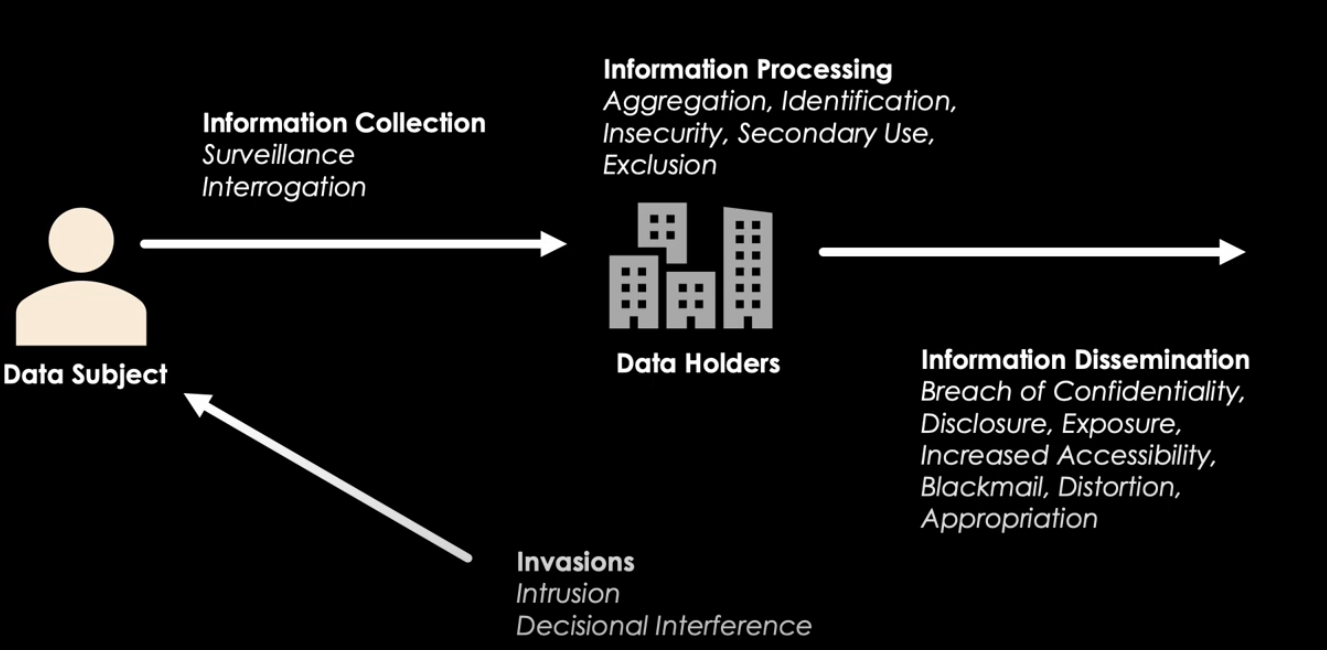 Information Processing
Aggregation, Identification,
Insecurity, Secondary Use,
Exclusion
Information Collection
Surveillance
Interrogation
Data Subject
Data Holders
Information Dissemination
Breach of Confidentiality,
Disclosure, Exposure,
Increased Accessibility,
Blackmail, Distortion,
Appropriation
Invasions
Intrusion
Decisional Interference